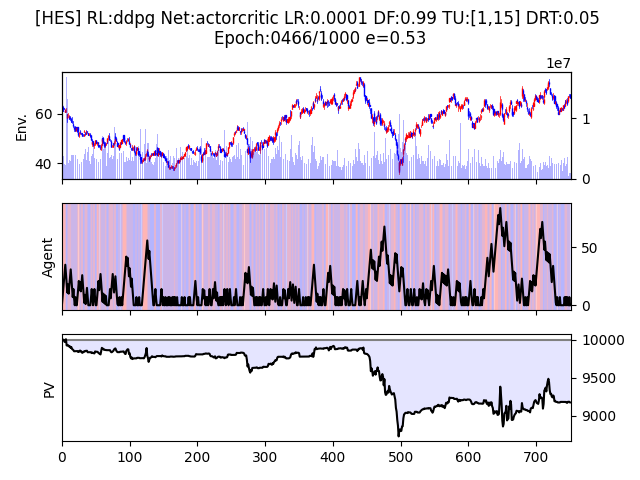 [HES] RL:ddpg Net:actorcritic LR:0.0001 DF:0.99 TU:[1,15] DRT:0.05
Epoch:0466/1000 e=0.53
1e7
Env.
60
40
1
0
Agent
50
0
PV
10000
9500
9000
0 100 200 300 400 500 600 700